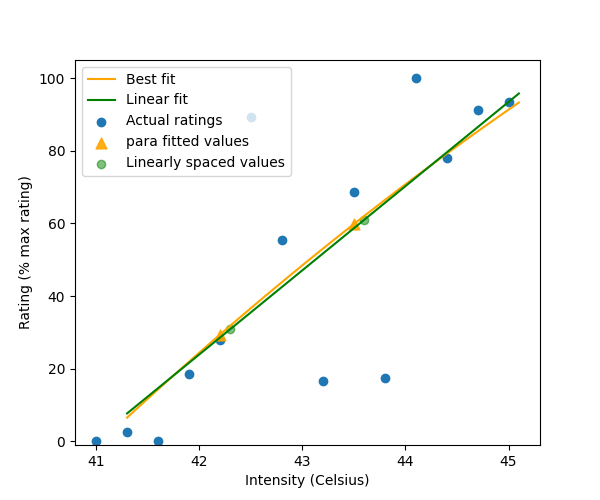 Best fit
Linear fit
Actual ratings
para fitted values
Linearly spaced values
100
80
60
40
20
0
Rating (% max rating)
41 42 43 44 45
Intensity (Celsius)